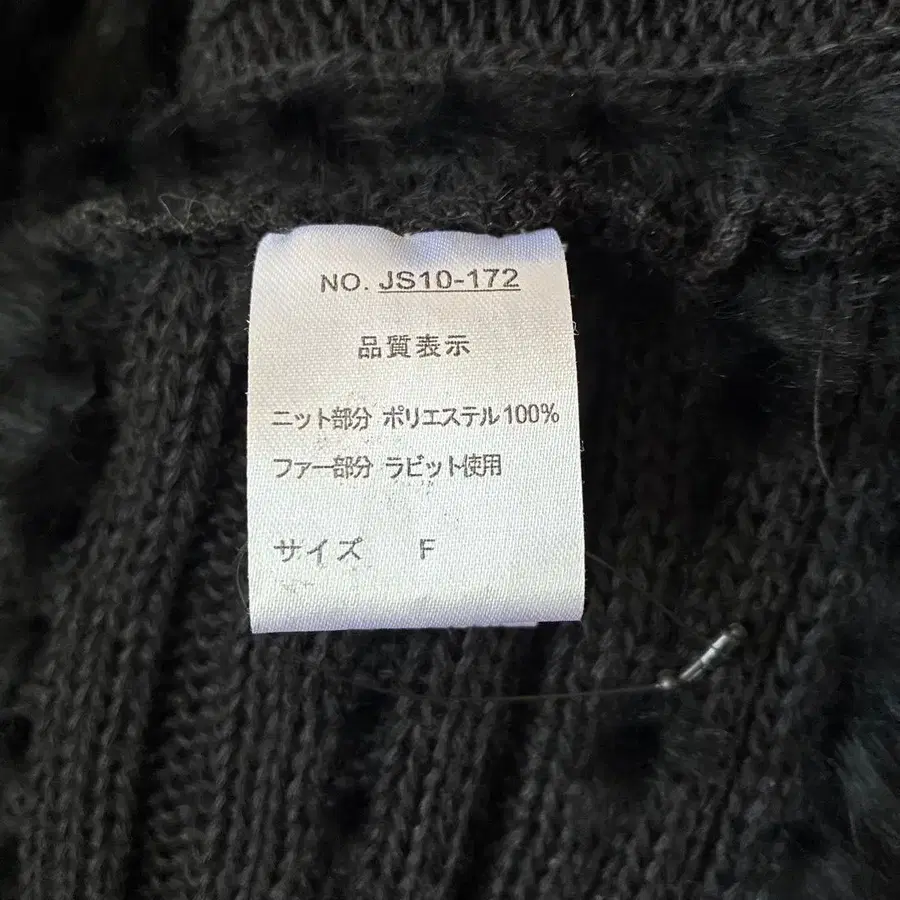 NO. JS10-172
品質表示
ニット部分 ポリエステル100%
ファー部分 ラビット使用
サイズ F